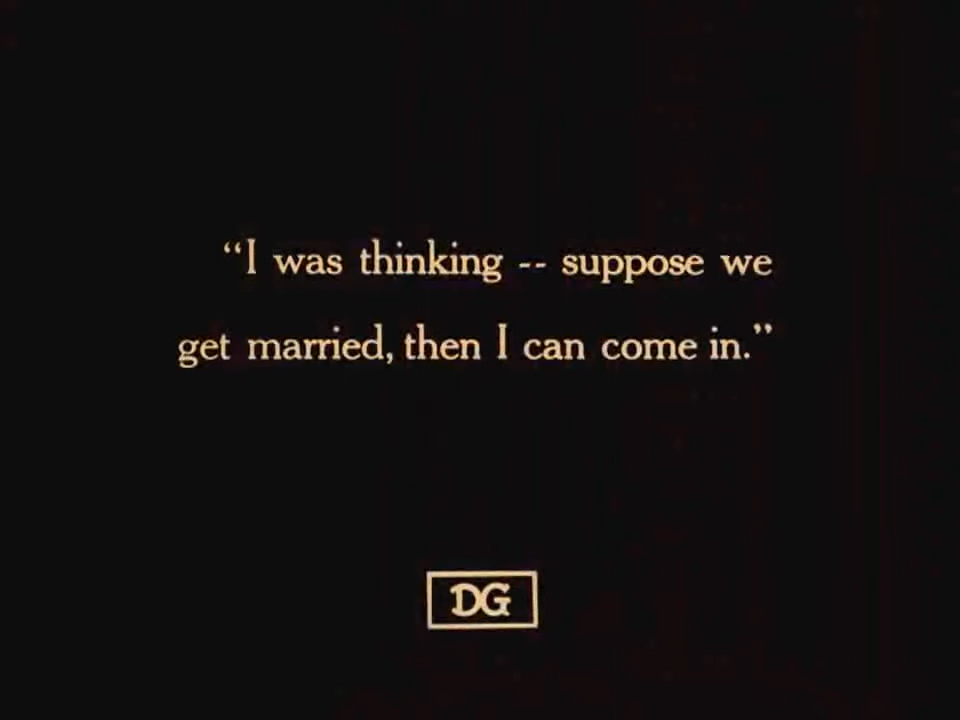 “I was thinking -- suppose we
get married, then I can come in.”
DG